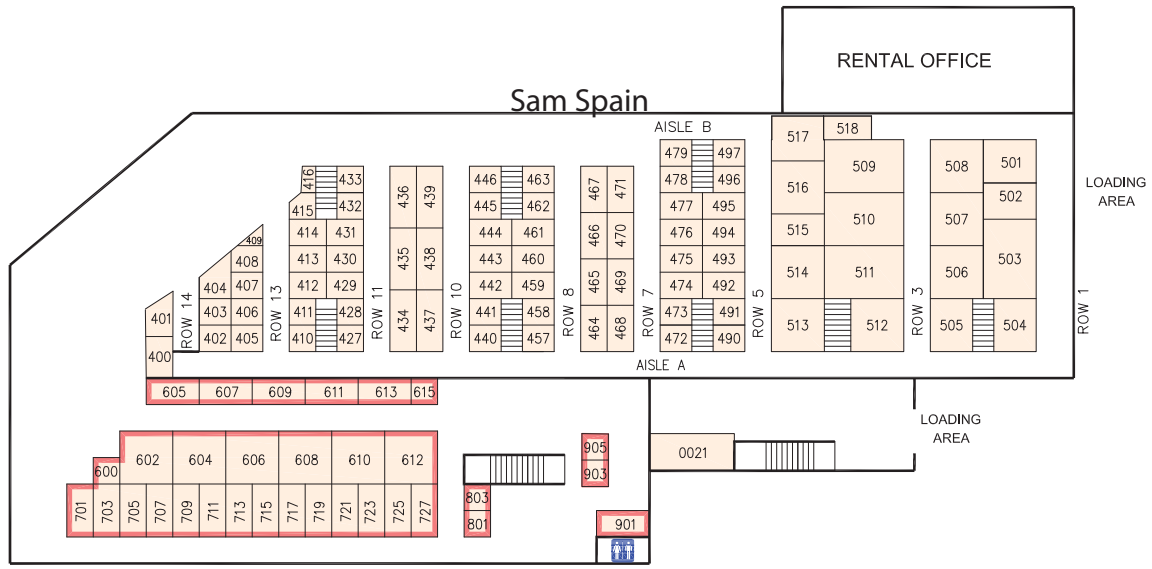 RENTAL OFFICE
Sam Spain
AISLE B
517 518
479 497 509 508 501
416 433 436 439 446 463 467 471 478 496 516 502
LOADING
AREA
415 432 445 462 477 495 510 507
409 414 431 444 461 466 470 476 494 515
408 413 430 435 438 443 460 475 493 514 511 506 503
404 407 412 429 442 459 465 469 474 492
401 403 406 411 428 434 437 441 458 464 468 473 491 513 512 505 504
ROW 14 ROW 13 ROW 11 ROW 10 ROW 8 ROW 7 ROW 5 ROW 3 ROW 1
402 405 410 427 440 457 472 490
400
AISLE A
605 607 609 611 613 615
LOADING
AREA
602 604 606 608 610 612 905 0021
600 903
701 703 705 707 709 711 713 715 717 719 721 723 725 727 803
801 901